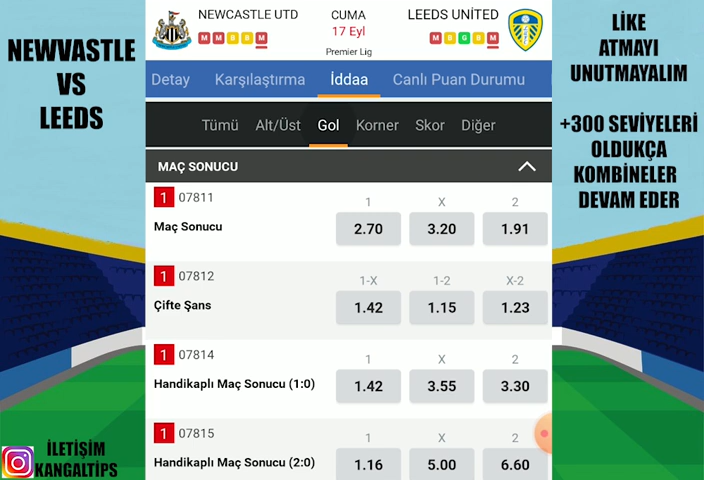 NEWVASTLE
VS
LEEDS
NEWCASTLE UTD
M M B B M
CUMA
17 Eyl
Premier Lig
LEEDS UNİTED
M B G B M
Detay Karşılaştırma İddaa Canlı Puan Durumu
Tümü Alt/Üst Gol Korner Skor Diğer
MAÇ SONUCU
1 07811
Maç Sonucu
1 X 2
2.70 3.20 1.91
1 07812
Çifte Şans
1-X 1-2 X-2
1.42 1.15 1.23
1 07814
Handikaplı Maç Sonucu (1:0)
1 X 2
1.42 3.55 3.30
1 07815
Handikaplı Maç Sonucu (2:0)
1 X 2
1.16 5.00 6.60
LİKE
ATMAYI
UNUTMAYALIM
+300 SEVİYELERİ
OLDUKÇA
KOMBİNELER
DEVAM EDER
İLETİŞİM
KANGALTİPS